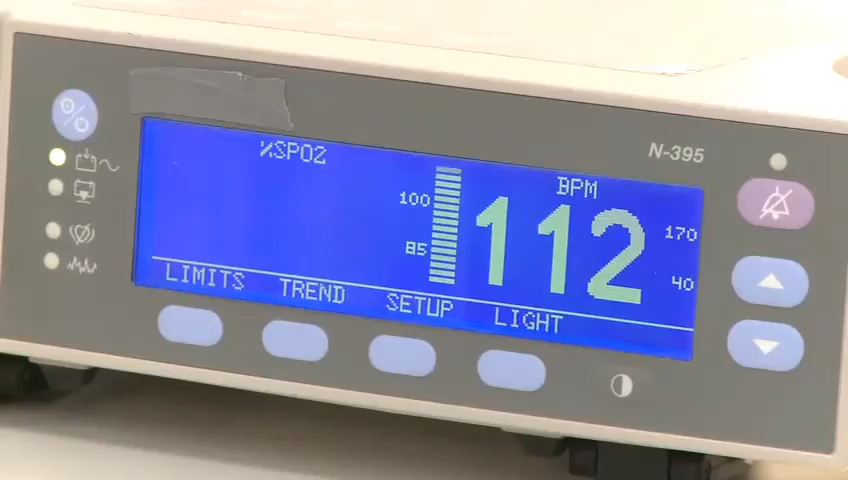 N-395
%SPO2
BPM
100
85
112
170
40
LIMITS TREND SETUP LIGHT